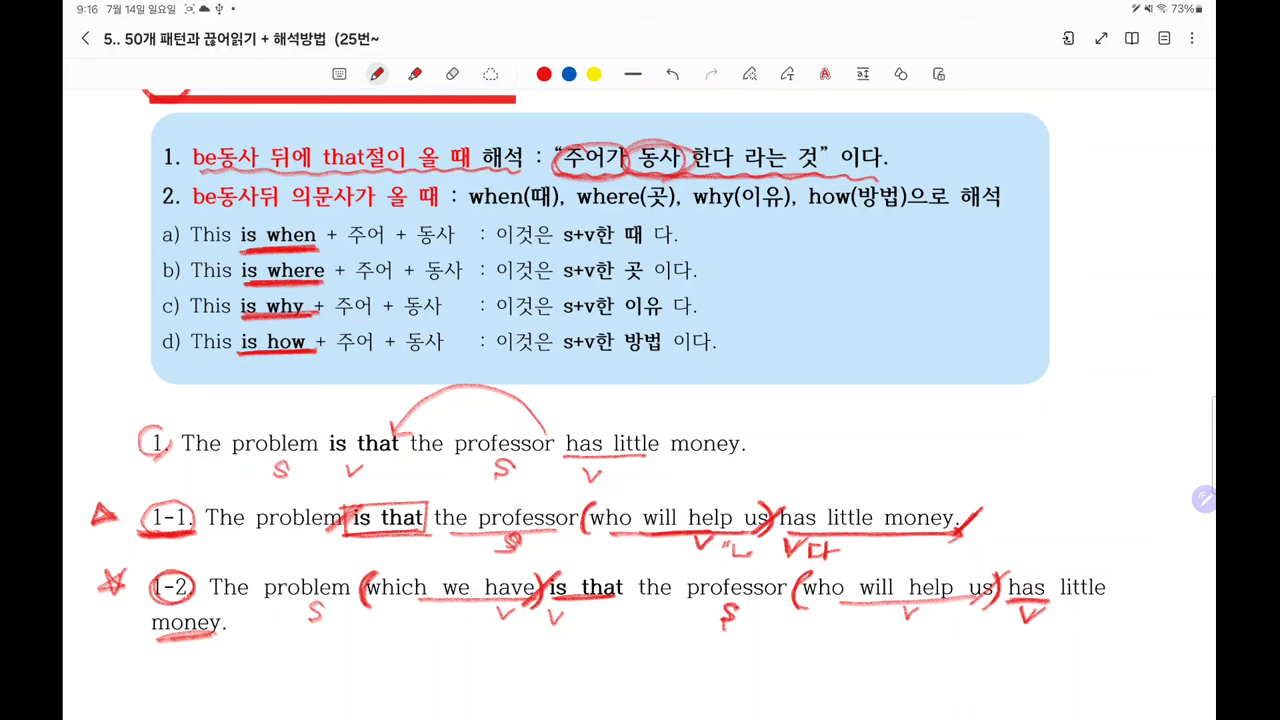 9:16 7월 14일 일요일 73%
5.. 50개 패턴과 끊어읽기 + 해석방법 (25번~
1. be동사 뒤에 that절이 올 때 해석 : “주어가 동사 한다 라는 것” 이다.
2. be동사뒤 의문사가 올 때 : when(때), where(곳), why(이유), how(방법)으로 해석
a) This is when + 주어 + 동사 : 이것은 s+v한 때 다.
b) This is where + 주어 + 동사 : 이것은 s+v한 곳 이다.
c) This is why + 주어 + 동사 : 이것은 s+v한 이유 다.
d) This is how + 주어 + 동사 : 이것은 s+v한 방법 이다.
1. The problem is that the professor has little money.
S V S V
1-1. The problem is that the professor (who will help us) has little money.
S V "ㄴ V다
1-2. The problem (which we have) is that the professor (who will help us) has little
S V V S V V
money.